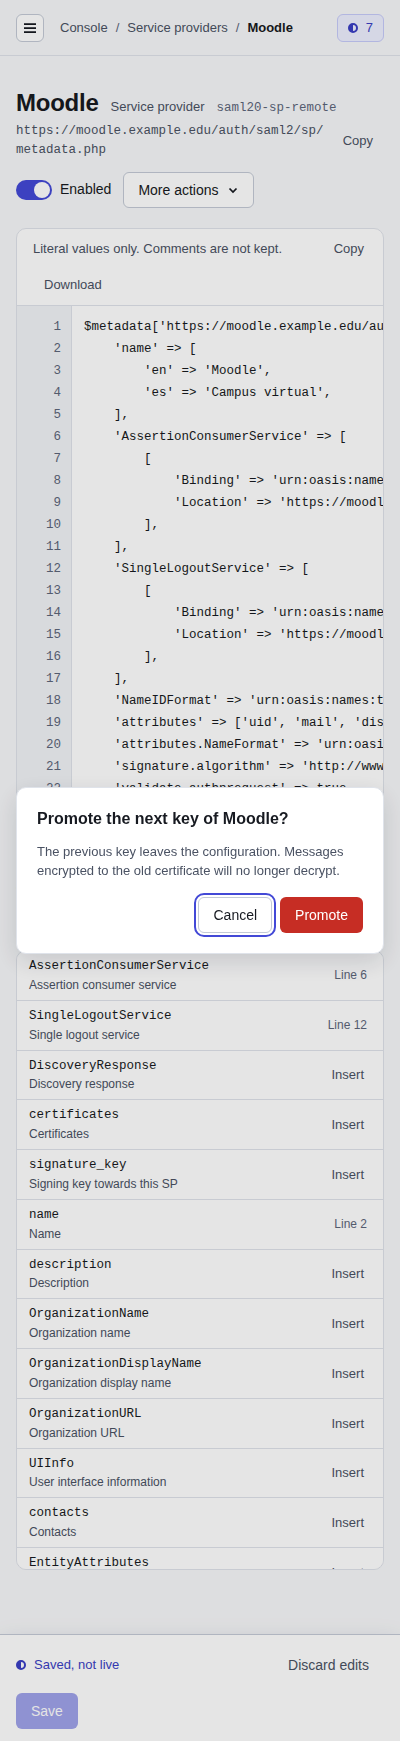 Console / Service providers / Moodle
7
Moodle Service provider saml20-sp-remote
https://moodle.example.edu/auth/saml2/sp/
metadata.php
Copy
Enabled
More actions
Literal values only. Comments are not kept.
Copy
Download
1 $metadata['https://moodle.example.edu/au
2 'name' => [
3 'en' => 'Moodle',
4 'es' => 'Campus virtual',
5 ],
6 'AssertionConsumerService' => [
7 [
8 'Binding' => 'urn:oasis:name
9 'Location' => 'https://moodl
10 ],
11 ],
12 'SingleLogoutService' => [
13 [
14 'Binding' => 'urn:oasis:name
15 'Location' => 'https://moodl
16 ],
17 ],
18 'NameIDFormat' => 'urn:oasis:names:t
19 'attributes' => ['uid', 'mail', 'dis
20 'attributes.NameFormat' => 'urn:oasi
21 'signature.algorithm' => 'http://www
Promote the next key of Moodle?
The previous key leaves the configuration. Messages
encrypted to the old certificate will no longer decrypt.
Cancel
Promote
AssertionConsumerService
Assertion consumer service
Line 6
SingleLogoutService
Single logout service
Line 12
DiscoveryResponse
Discovery response
Insert
certificates
Certificates
Insert
signature_key
Signing key towards this SP
Insert
name
Name
Line 2
description
Description
Insert
OrganizationName
Organization name
Insert
OrganizationDisplayName
Organization display name
Insert
OrganizationURL
Organization URL
Insert
UIInfo
User interface information
Insert
contacts
Contacts
Insert
EntityAttributes
Saved, not live
Discard edits
Save